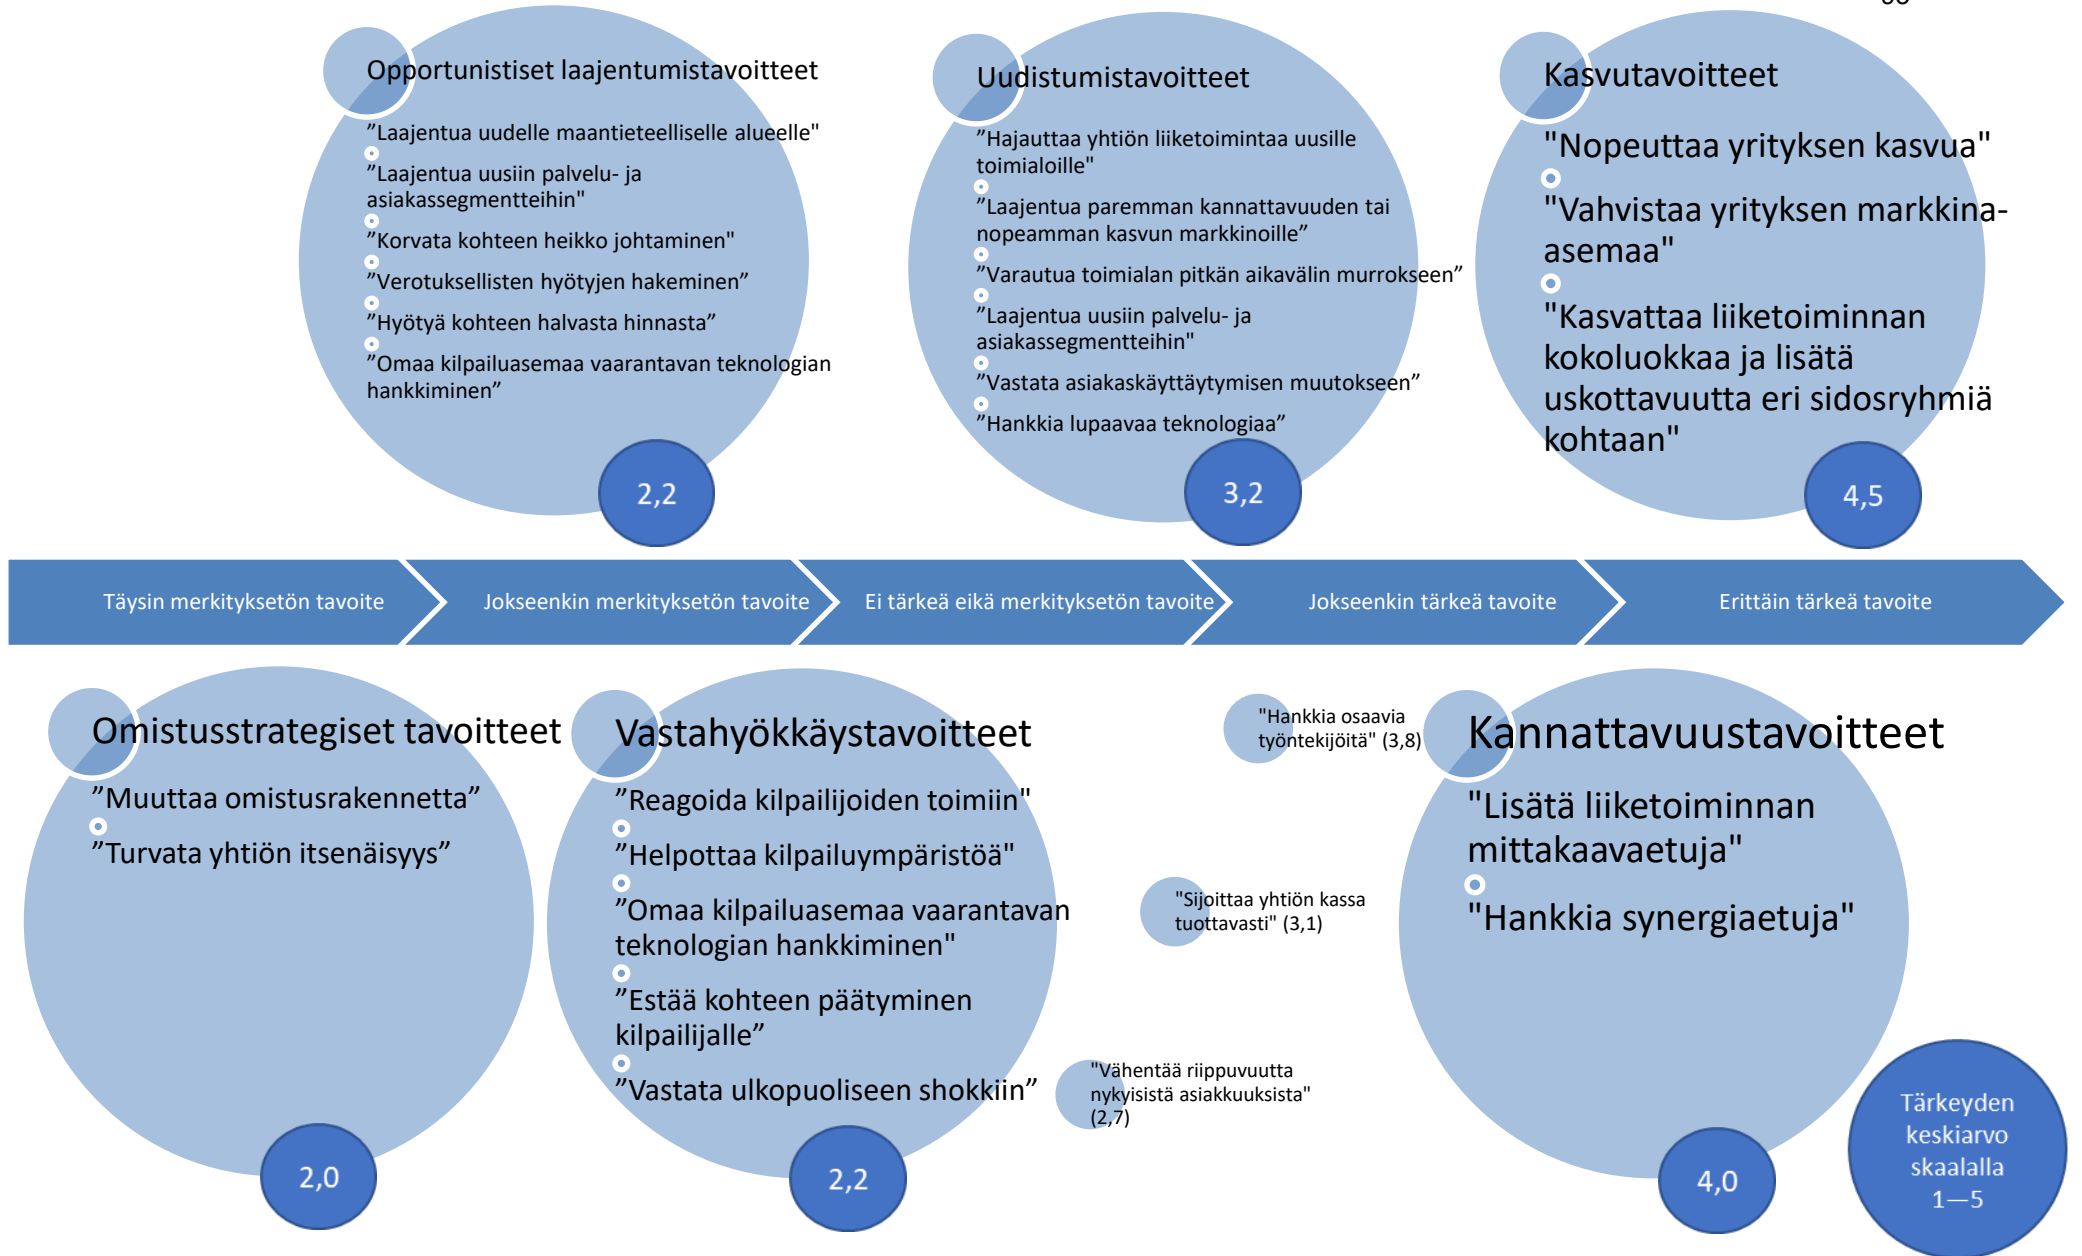 Opportunistiset laajentumistavoitteet
”Laajentua uudelle maantieteelliselle alueelle"
”Laajentua uusiin palvelu- ja
asiakassegmentteihin"
”Korvata kohteen heikko johtaminen"
”Verotuksellisten hyötyjen hakeminen”
”Hyötyä kohteen halvasta hinnasta”
”Omaa kilpailuasemaa vaarantavan teknologian
hankkiminen”
2,2
Uudistumistavoitteet
”Hajauttaa yhtiön liiketoimintaa uusille
toimialoille"
”Laajentua paremman kannattavuuden tai
nopeamman kasvun markkinoille”
”Varautua toimialan pitkän aikavälin murrokseen”
”Laajentua uusiin palvelu- ja
asiakassegmentteihin"
”Vastata asiakaskäyttäytymisen muutokseen”
”Hankkia lupaavaa teknologiaa”
3,2
Kasvutavoitteet
"Nopeuttaa yrityksen kasvua"
"Vahvistaa yrityksen markkina-
asemaa"
"Kasvattaa liiketoiminnan
kokoluokkaa ja lisätä
uskottavuutta eri sidosryhmiä
kohtaan"
4,5
Täysin merkityksetön tavoite
Jokseenkin merkityksetön tavoite
Ei tärkeä eikä merkityksetön tavoite
Jokseenkin tärkeä tavoite
Erittäin tärkeä tavoite
Omistusstrategiset tavoitteet
”Muuttaa omistusrakennetta”
”Turvata yhtiön itsenäisyys”
2,0
Vastahyökkäystavoitteet
”Reagoida kilpailijoiden toimiin"
”Helpottaa kilpailuympäristöä"
"Omaa kilpailuasemaa vaarantavan
teknologian hankkiminen"
”Estää kohteen päätyminen
kilpailijalle”
”Vastata ulkopuoliseen shokkiin”
2,2
"Hankkia osaavia
työntekijöitä" (3,8)
"Sijoittaa yhtiön kassa
tuottavasti" (3,1)
"Vähentää riippuvuutta
nykyisistä asiakkuuksista"
(2,7)
Kannattavuustavoitteet
"Lisätä liiketoiminnan
mittakaavaetuja"
"Hankkia synergiaetuja"
4,0
Tärkeyden
keskiarvo
skaalalla
1—5